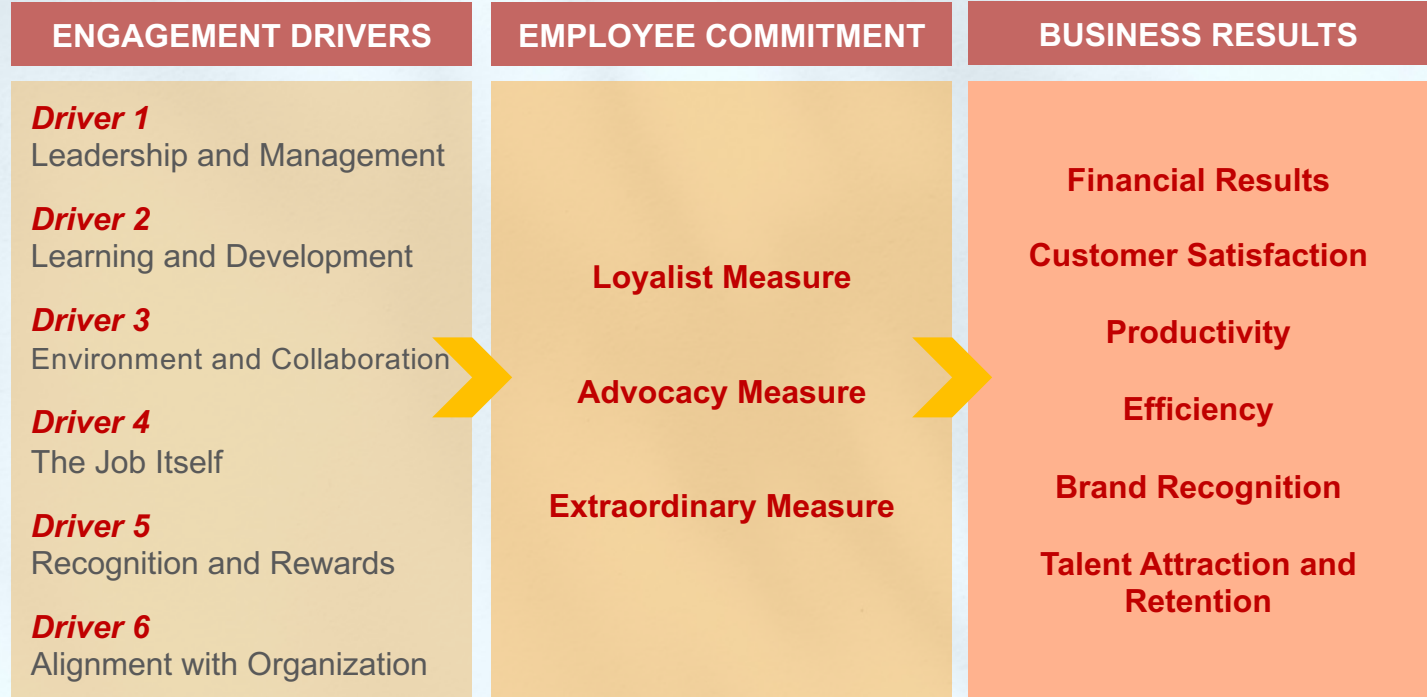 ENGAGEMENT DRIVERS
Driver 1
Leadership and Management
Driver 2
Learning and Development
Driver 3
Environment and Collaboration
Driver 4
The Job Itself
Driver 5
Recognition and Rewards
Driver 6
Alignment with Organization
EMPLOYEE COMMITMENT
Loyalist Measure
Advocacy Measure
Extraordinary Measure
BUSINESS RESULTS
Financial Results
Customer Satisfaction
Productivity
Efficiency
Brand Recognition
Talent Attraction and
Retention